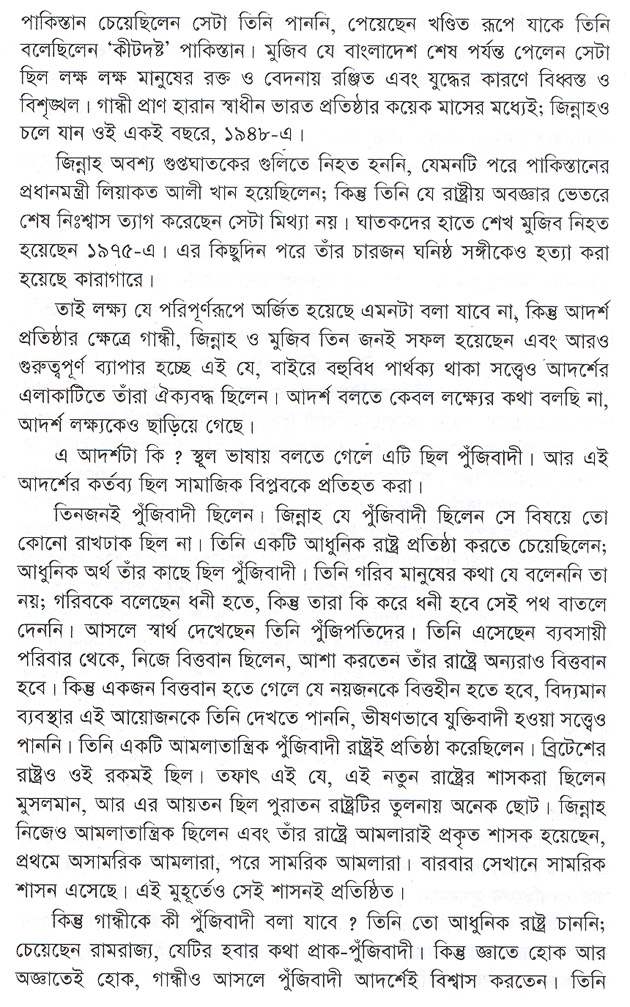 পাকিস্তান চেয়েছিলেন সেটা তিনি পাননি, পেয়েছেন খণ্ডিত রূপে যাকে তিনি
বলেছিলেন ‘কীটদষ্ট’ পাকিস্তান। মুজিব যে বাংলাদেশ শেষ পর্যন্ত পেলেন সেটা
ছিল লক্ষ লক্ষ মানুষের রক্ত ও বেদনায় রঞ্জিত এবং যুদ্ধের কারণে বিধ্বস্ত ও
বিশৃঙ্খল। গান্ধী প্রাণ হারান স্বাধীন ভারত প্রতিষ্ঠার কয়েক মাসের মধ্যেই; জিন্নাহও
চলে যান ওই একই বছরে, ১৯৪৮-এ।
জিন্নাহ অবশ্য গুপ্তঘাতকের গুলিতে নিহত হননি, যেমনটি পরে পাকিস্তানের
প্রধানমন্ত্রী লিয়াকত আলী খান হয়েছিলেন; কিন্তু তিনি যে রাষ্ট্রীয় অবজ্ঞার ভেতরে
শেষ নিঃশ্বাস ত্যাগ করেছেন সেটা মিথ্যা নয়। ঘাতকদের হাতে শেখ মুজিব নিহত
হয়েছেন ১৯৭৫-এ। এর কিছুদিন পরে তাঁর চারজন ঘনিষ্ঠ সঙ্গীকেও হত্যা করা
হয়েছে কারাগারে।
তাই লক্ষ্য যে পরিপূর্ণরূপে অর্জিত হয়েছে এমনটা বলা যাবে না, কিন্তু আদর্শ
প্রতিষ্ঠার ক্ষেত্রে গান্ধী, জিন্নাহ ও মুজিব তিন জনই সফল হয়েছেন এবং আরও
গুরুত্বপূর্ণ ব্যাপার হচ্ছে এই যে, বাইরে বহুবিধ পার্থক্য থাকা সত্ত্বেও আদর্শের
এলাকাটিতে তাঁরা ঐক্যবদ্ধ ছিলেন। আদর্শ বলতে কেবল লক্ষ্যের কথা বলছি না,
আদর্শ লক্ষ্যকেও ছাড়িয়ে গেছে।
এ আদর্শটা কি ? স্থূল ভাষায় বলতে গেলে এটি ছিল পুঁজিবাদী। আর এই
আদর্শের কর্তব্য ছিল সামাজিক বিপ্লবকে প্রতিহত করা।
তিনজনই পুঁজিবাদী ছিলেন। জিন্নাহ যে পুঁজিবাদী ছিলেন সে বিষয়ে তো
কোনো রাখঢাক ছিল না। তিনি একটি আধুনিক রাষ্ট্র প্রতিষ্ঠা করতে চেয়েছিলেন;
আধুনিক অর্থ তাঁর কাছে ছিল পুঁজিবাদী। তিনি গরিব মানুষের কথা যে বলেননি তা
নয়; গরিবকে বলেছেন ধনী হতে, কিন্তু তারা কি করে ধনী হবে সেই পথ বাতলে
দেননি। আসলে স্বার্থ দেখেছেন তিনি পুঁজিপতিদের। তিনি এসেছেন ব্যবসায়ী
পরিবার থেকে, নিজে বিত্তবান ছিলেন, আশা করতেন তাঁর রাষ্ট্রে অন্যরাও বিত্তবান
হবে। কিন্তু একজন বিত্তবান হতে গেলে যে নয়জনকে বিত্তহীন হতে হবে, বিদ্যমান
ব্যবস্থার এই আয়োজনকে তিনি দেখতে পাননি, ভীষণভাবে যুক্তিবাদী হওয়া সত্ত্বেও
পাননি। তিনি একটি আমলাতান্ত্রিক পুঁজিবাদী রাষ্ট্রই প্রতিষ্ঠা করেছিলেন। ব্রিটেশের
রাষ্ট্রও ওই রকমই ছিল। তফাৎ এই যে, এই নতুন রাষ্ট্রের শাসকরা ছিলেন
মুসলমান, আর এর আয়তন ছিল পুরাতন রাষ্ট্রটির তুলনায় অনেক ছোট। জিন্নাহ
নিজেও আমলাতান্ত্রিক ছিলেন এবং তাঁর রাষ্ট্রে আমলারাই প্রকৃত শাসক হয়েছেন,
প্রথমে অসামরিক আমলারা, পরে সামরিক আমলারা। বারবার সেখানে সামরিক
শাসন এসেছে। এই মুহূর্তেও সেই শাসনই প্রতিষ্ঠিত।
কিন্তু গান্ধীকে কী পুঁজিবাদী বলা যাবে ? তিনি তো আধুনিক রাষ্ট্র চাননি;
চেয়েছেন রামরাজ্য, যেটির হবার কথা প্রাক-পুঁজিবাদী। কিন্তু জ্ঞাতে হোক আর
অজ্ঞাতেই হোক, গান্ধীও আসলে পুঁজিবাদী আদর্শেই বিশ্বাস করতেন। তিনি